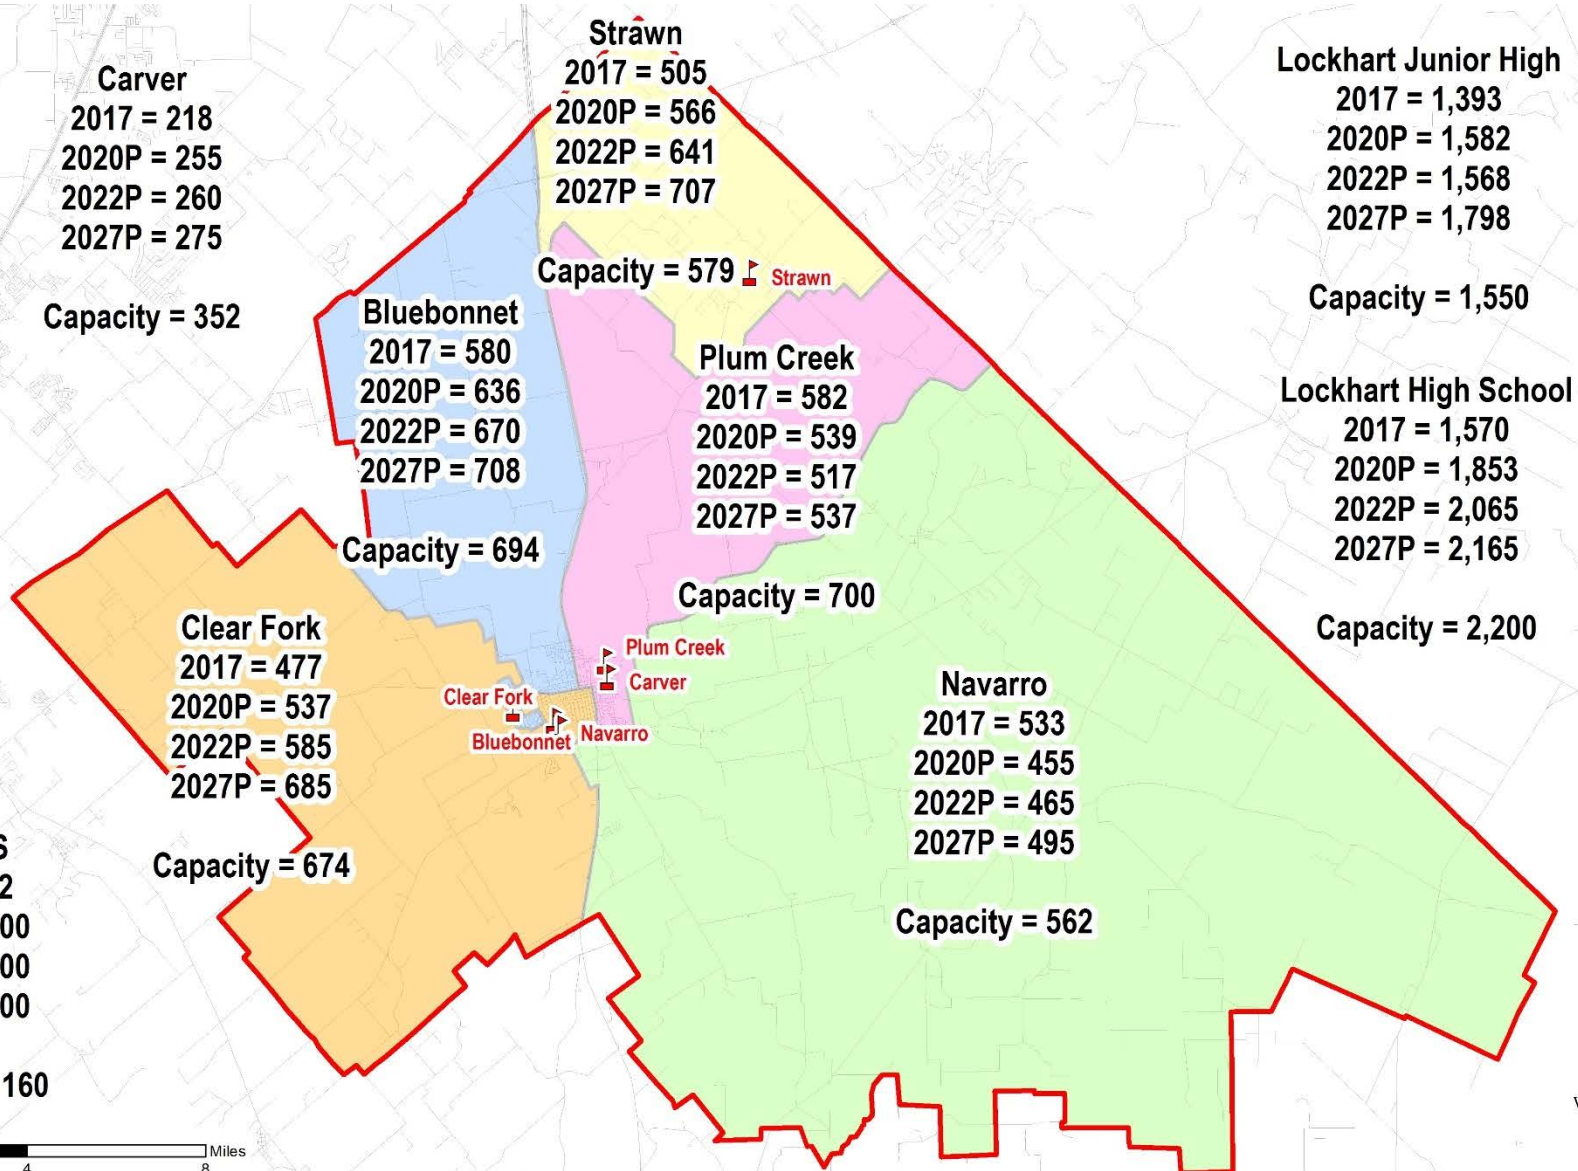 Carver
2017 = 218
2020P = 255
2022P = 260
2027P = 275
Capacity = 352
Strawn
2017 = 505
2020P = 566
2022P = 641
2027P = 707
Capacity = 579
Strawn
Lockhart Junior High
2017 = 1,393
2020P = 1,582
2022P = 1,568
2027P = 1,798
Capacity = 1,550
Bluebonnet
2017 = 580
2020P = 636
2022P = 670
2027P = 708
Capacity = 694
Plum Creek
2017 = 582
2020P = 539
2022P = 517
2027P = 537
Capacity = 700
Lockhart High School
2017 = 1,570
2020P = 1,853
2022P = 2,065
2027P = 2,165
Capacity = 2,200
Clear Fork
2017 = 477
2020P = 537
2022P = 585
2027P = 685
Capacity = 674
Plum Creek
Carver
Clear Fork
Bluebonnet
Navarro
Navarro
2017 = 533
2020P = 455
2022P = 465
2027P = 495
Capacity = 562
S
2
00
00
00
160
Miles
4 8